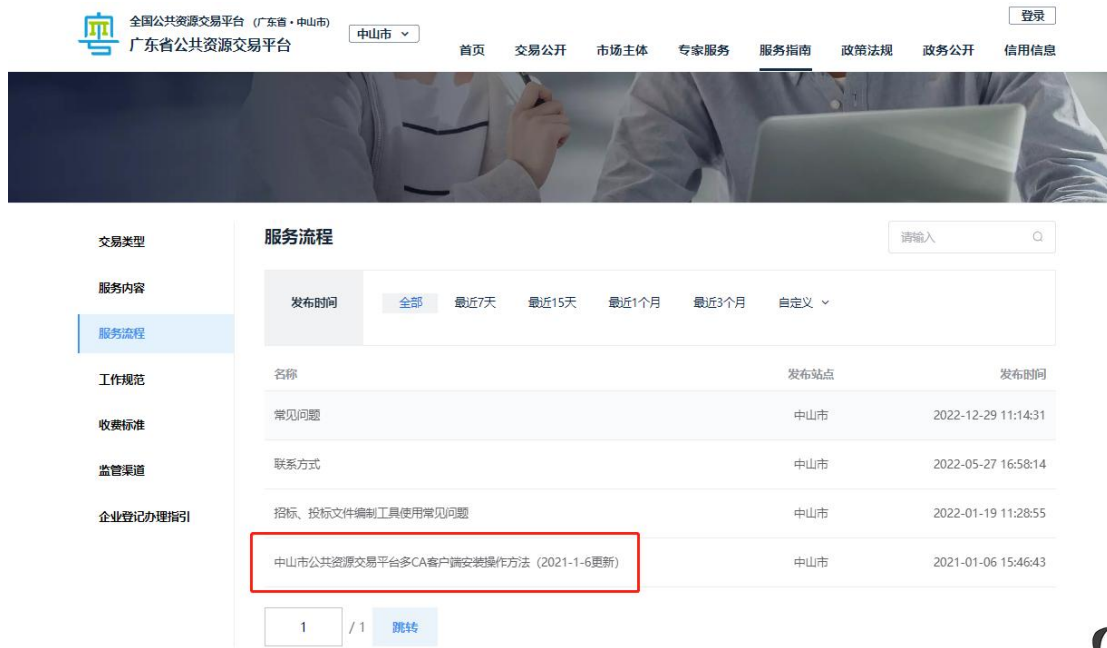 全国公共资源交易平台 (广东省·中山市)
广东省公共资源交易平台
中山市
登录
首页 交易公开 市场主体 专家服务 服务指南 政策法规 政务公开 信用信息
交易类型
服务内容
服务流程
工作规范
收费标准
监管渠道
企业登记办理指引
服务流程
请输入
发布时间 全部 最近7天 最近15天 最近1个月 最近3个月 自定义
名称 发布站点 发布时间
常见问题 中山市 2022-12-29 11:14:31
联系方式 中山市 2022-05-27 16:58:14
招标、投标文件编制工具使用常见问题 中山市 2022-01-19 11:28:55
中山市公共资源交易平台多CA客户端安装操作方法（2021-1-6更新） 中山市 2021-01-06 15:46:43
1 / 1 跳转